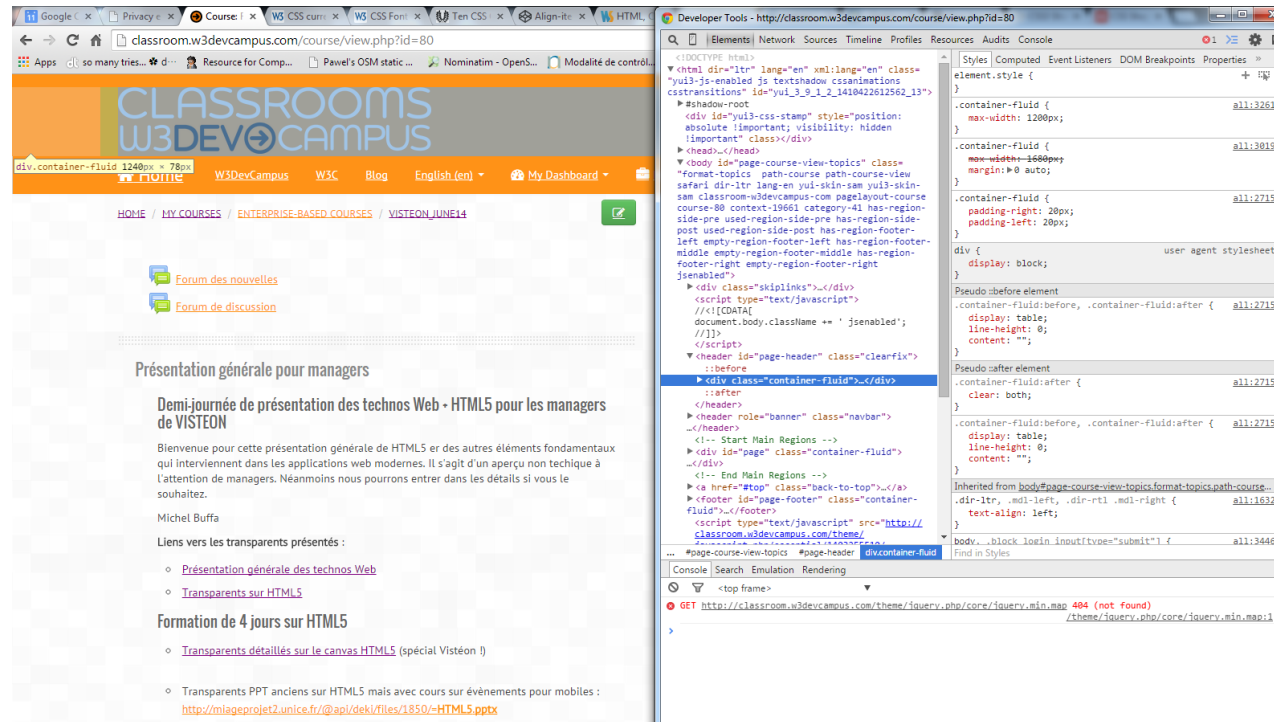 Google C
Privacy e
Course: I
W3 CSS curr
W3 CSS Font
Ten CSS
Align-ite
HTML, C
classroom.w3devcampus.com/course/view.php?id=80
Apps
so many tries...
Resource for Comp...
Pawel's OSM static ...
Nominatim - OpenS...
Modalité de contrôl...
CLASSROOMS
W3DEVCAMPUS
div.container-fluid 1240px × 78px
Home W3DevCampus W3C Blog English (en) My Dashboard
HOME / MY COURSES / ENTERPRISE-BASED COURSES / VISTEON_JUNE14
Forum des nouvelles
Forum de discussion
Présentation générale pour managers
Demi-journée de présentation des technos Web + HTML5 pour les managers
de VISTEON
Bienvenue pour cette présentation générale de HTML5 er des autres éléments fondamentaux
qui interviennent dans les applications web modernes. Il s'agit d'un aperçu non techique à
l'attention de managers. Néanmoins nous pourrons entrer dans les détails si vous le
souhaitez.
Michel Buffa
Liens vers les transparents présentés :
Présentation générale des technos Web
Transparents sur HTML5
Formation de 4 jours sur HTML5
Transparents détaillés sur le canvas HTML5 (spécial Vistéon !)
Transparents PPT anciens sur HTML5 mais avec cours sur évènements pour mobiles :
http://miageprojet2.unice.fr/@api/deki/files/1850/=HTML5.pptx
Developer Tools - http://classroom.w3devcampus.com/course/view.php?id=80
Elements Network Sources Timeline Profiles Resources Audits Console
1
<!DOCTYPE html>
<html dir="ltr" lang="en" xml:lang="en" class=
"yui3-js-enabled js textshadow cssanimations
csstransitions" id="yui_3_9_1_2_1410422612562_13">
#shadow-root
<div id="yui3-css-stamp" style="position:
absolute !important; visibility: hidden
!important" class></div>
<head>…</head>
<body id="page-course-view-topics" class=
"format-topics path-course path-course-view
safari dir-ltr lang-en yui-skin-sam yui3-skin-
sam classroom-w3devcampus-com pagelayout-course
course-80 context-19661 category-41 has-region-
side-pre used-region-side-pre has-region-side-
post used-region-side-post has-region-footer-
left empty-region-footer-left has-region-footer-
middle empty-region-footer-middle has-region-
footer-right empty-region-footer-right
jsenabled">
<div class="skiplinks">…</div>
<script type="text/javascript">
//<![CDATA[
document.body.className += ' jsenabled';
//]]>
</script>
<header id="page-header" class="clearfix">
::before
<div class="container-fluid">…</div>
::after
</header>
<header role="banner" class="navbar">
…</header>
<!-- Start Main Regions -->
<div id="page" class="container-fluid">
…</div>
<!-- End Main Regions -->
<a href="#top" class="back-to-top">…</a>
<footer id="page-footer" class="container-
fluid">…</footer>
<script type="text/javascript" src="http://
classroom.w3devcampus.com/theme/
... #page-course-view-topics #page-header div.container-fluid
Styles Computed Event Listeners DOM Breakpoints Properties »
element.style {
}
.container-fluid { all:3261
max-width: 1200px;
}
.container-fluid { all:3019
max-width: 1680px;
margin: 0 auto;
}
.container-fluid { all:2715
padding-right: 20px;
padding-left: 20px;
}
div { user agent stylesheet
display: block;
}
Pseudo ::before element
.container-fluid:before, .container-fluid:after { all:2715
display: table;
line-height: 0;
content: "";
}
Pseudo ::after element
.container-fluid:after { all:2715
clear: both;
}
.container-fluid:before, .container-fluid:after { all:2715
display: table;
line-height: 0;
content: "";
}
Inherited from body#page-course-view-topics.format-topics.path-course...
.dir-ltr, .mdl-left, .dir-rtl .mdl-right { all:1632
text-align: left;
}
body, .block_login input[type="submit"] { all:3446
Find in Styles
Console Search Emulation Rendering
<top frame>
GET http://classroom.w3devcampus.com/theme/jquery.php/core/jquery.min.map 404 (not found)
/theme/jquery.php/core/jquery.min.map:1
>